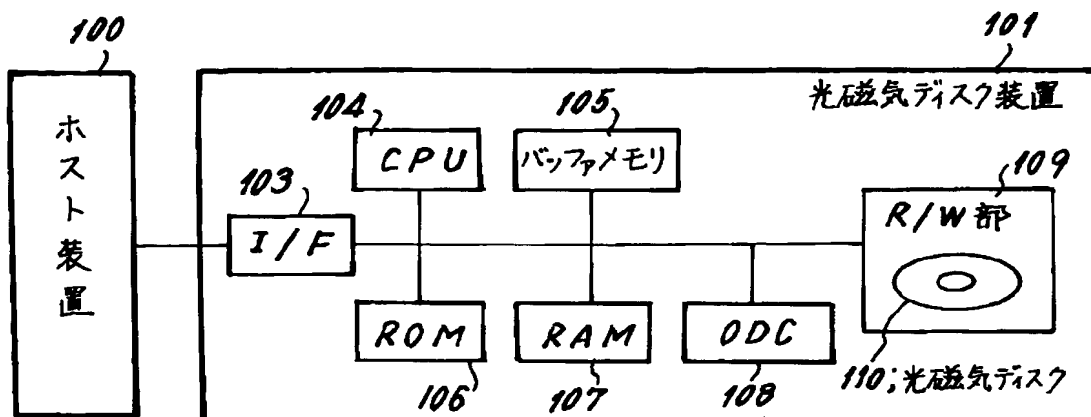 100
101
ホスト装置
光磁気ディスク装置
104
CPU
105
バッファメモリ
103
I/F
109
R/W部
ROM
106
RAM
107
ODC
108
110;光磁気ディスク